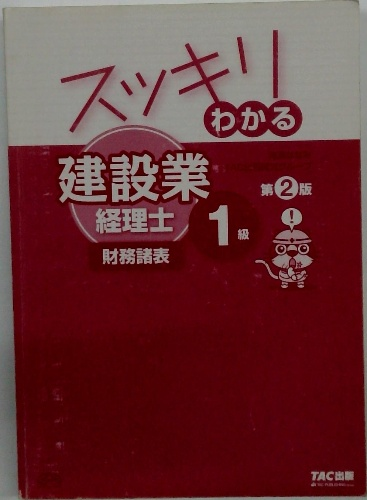 スッキリ
わかる
建設業
経理士
1級
財務諸表
第2版
!
TAC出版